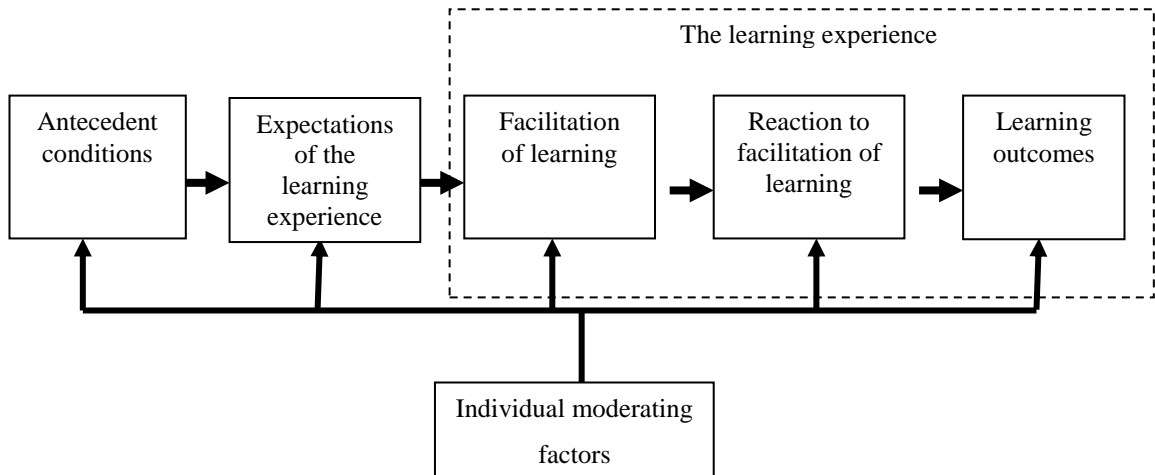 The learning experience
Antecedent
conditions
Expectations
of the
learning
experience
Facilitation
of learning
Reaction to
facilitation of
learning
Learning
outcomes
Individual moderating
factors